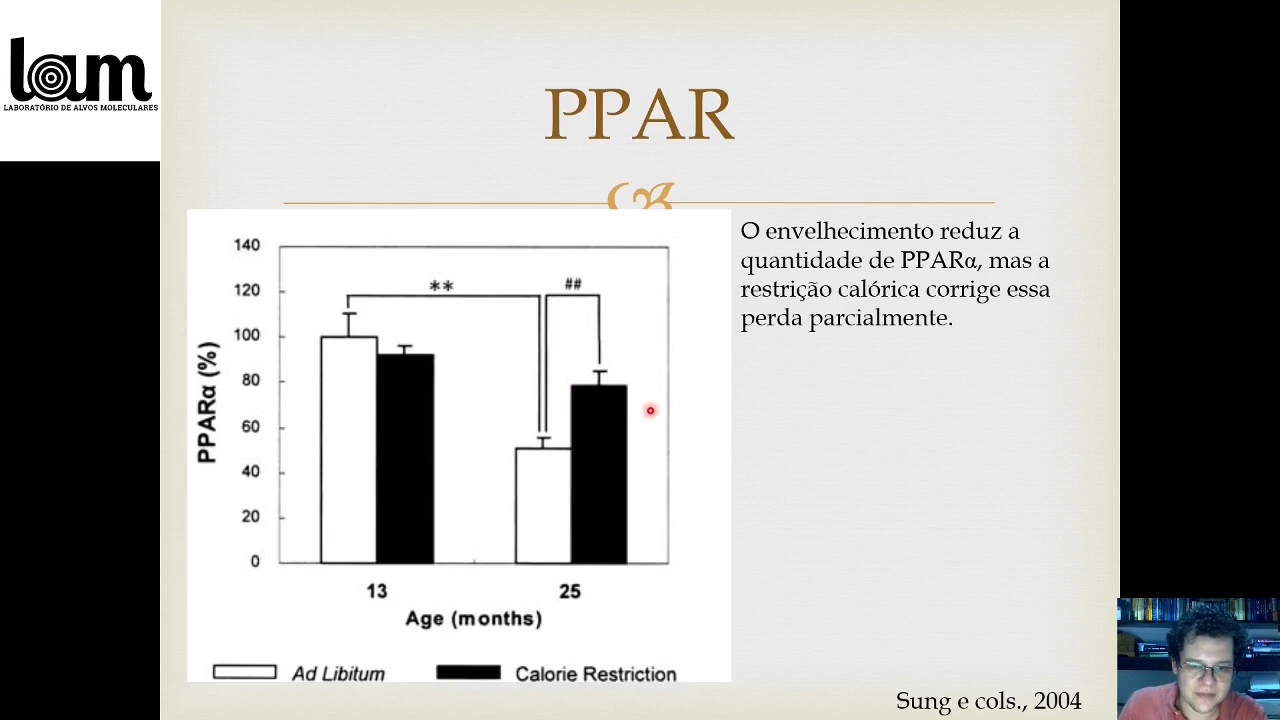 lam
LABORATÓRIO DE ALVOS MOLECULARES
PPAR
O envelhecimento reduz a
quantidade de PPARα, mas a
restrição calórica corrige essa
perda parcialmente.
140
120
100
80
60
40
20
0
PPARα (%)
**
##
13
25
Age (months)
Ad Libitum
Calorie Restriction
Sung e cols., 2004